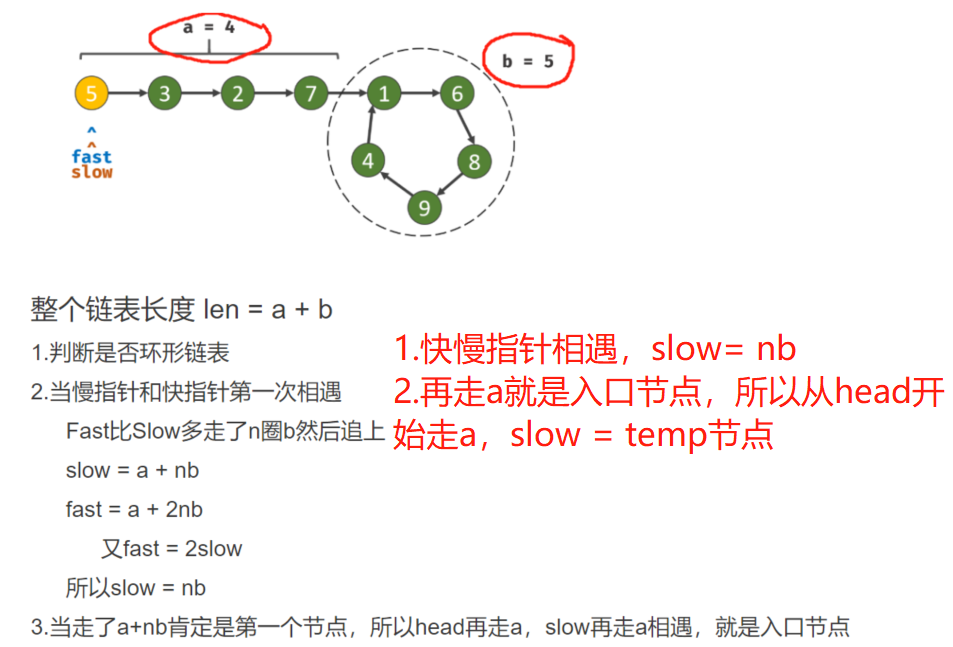 a = 4
b = 5
5 3 2 7 1 6
4 8
9
fast
slow
整个链表长度 len = a + b
1.判断是否环形链表
2.当慢指针和快指针第一次相遇
Fast比Slow多走了n圈b然后追上
slow = a + nb
fast = a + 2nb
又fast = 2slow
所以slow = nb
3.当走了a+nb肯定是第一个节点，所以head再走a，slow再走a相遇，就是入口节点
1.快慢指针相遇，slow= nb
2.再走a就是入口节点，所以从head开
始走a，slow = temp节点